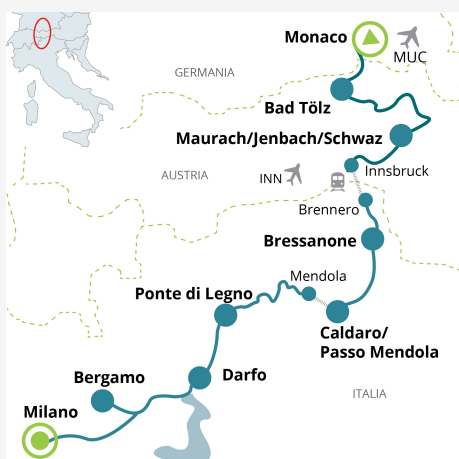 Monaco
MUC
GERMANIA
Bad Tölz
Maurach/Jenbach/Schwaz
Innsbruck
AUSTRIA
INN
Brennero
Bressanone
Mendola
Ponte di Legno
Caldaro/
Passo Mendola
Darfo
Bergamo
ITALIA
Milano